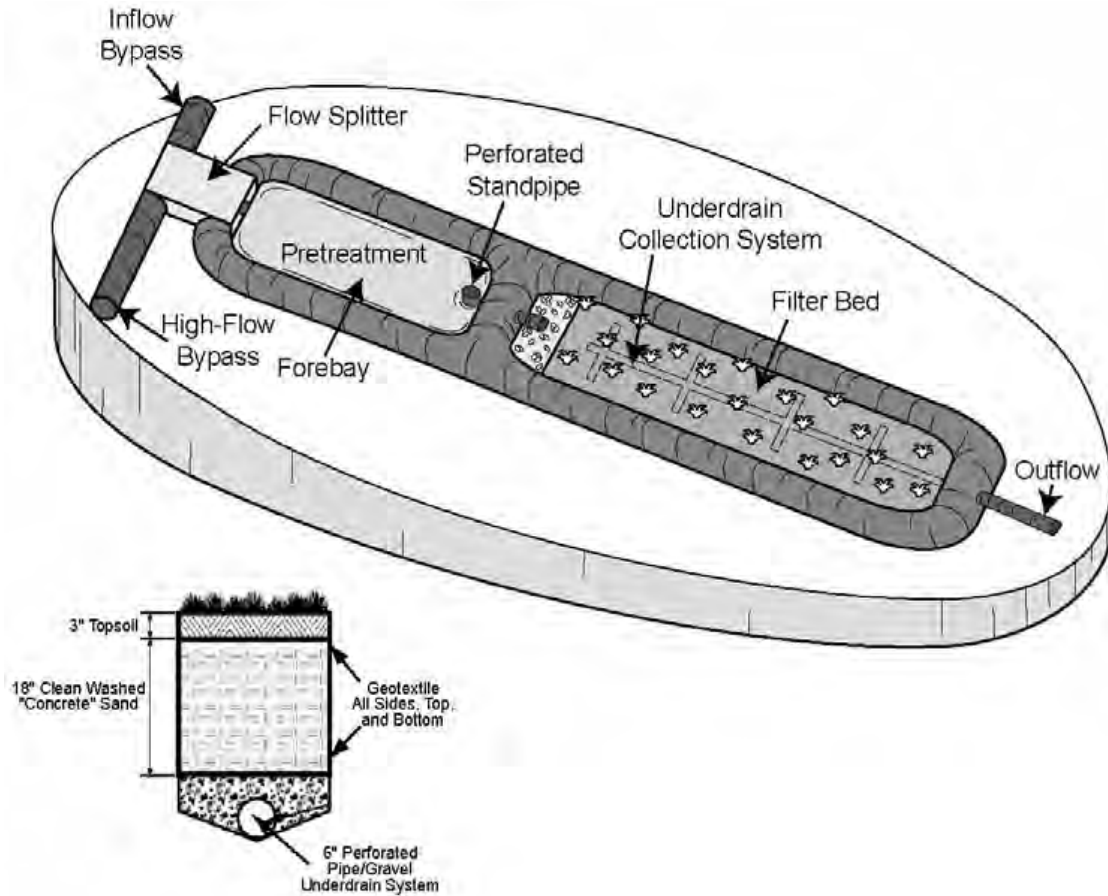 Inflow
Bypass
Flow Splitter
Perforated
Standpipe
Underdrain
Collection System
Pretreatment
Filter Bed
High-Flow
Bypass
Forebay
Outflow
3" Topsoil
18" Clean Washed
"Concrete" Sand
Geotextile
All Sides, Top,
and Bottom
6" Perforated
Pipe/Gravel
Underdrain System